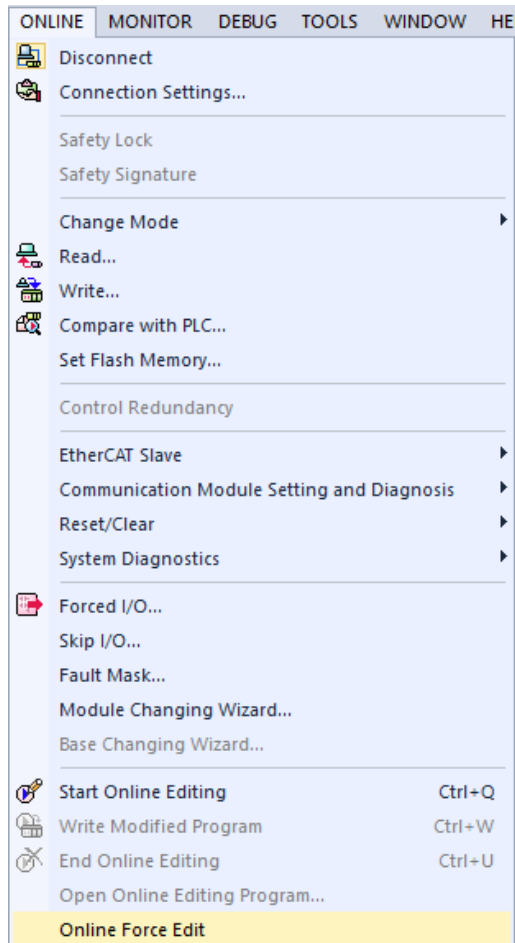 ONLINE MONITOR DEBUG TOOLS WINDOW HE
Disconnect
Connection Settings...
Safety Lock
Safety Signature
Change Mode
Read...
Write...
Compare with PLC...
Set Flash Memory...
Control Redundancy
EtherCAT Slave
Communication Module Setting and Diagnosis
Reset/Clear
System Diagnostics
Forced I/O...
Skip I/O...
Fault Mask...
Module Changing Wizard...
Base Changing Wizard...
Start Online Editing Ctrl+Q
Write Modified Program Ctrl+W
End Online Editing Ctrl+U
Open Online Editing Program...
Online Force Edit